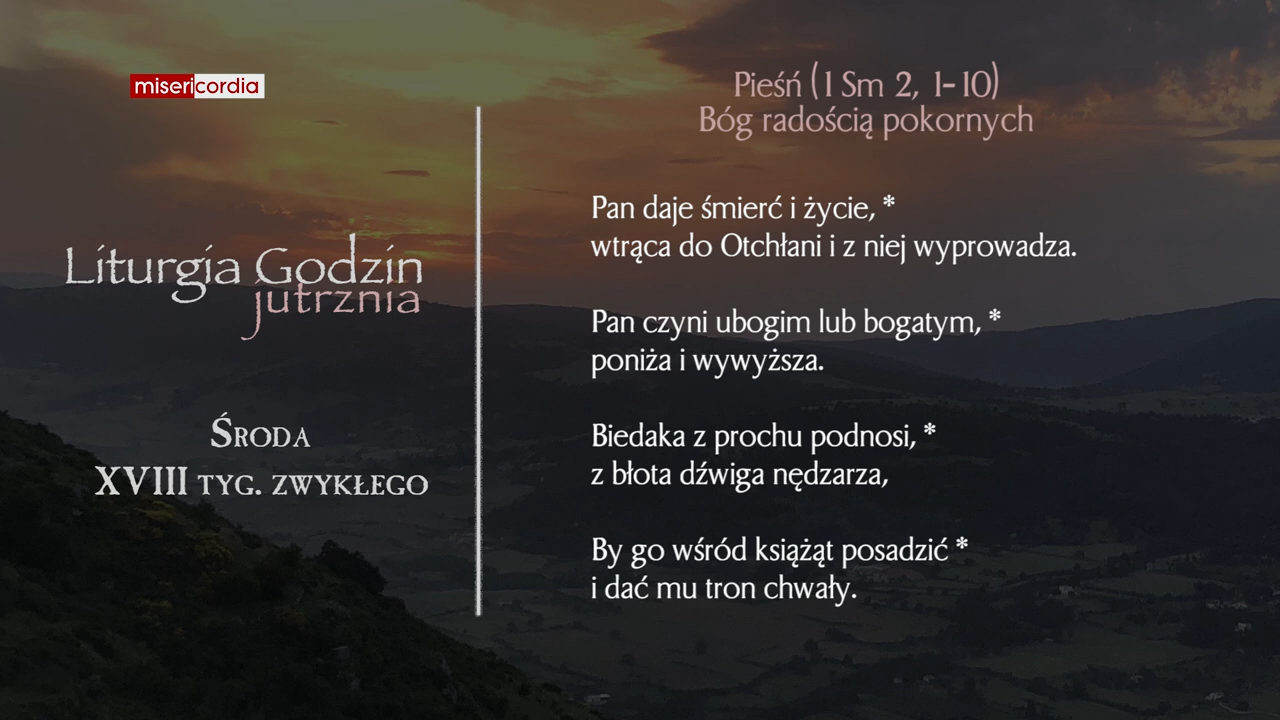 misericordia
Liturgia Godzin
jutrznia
Środa
XVIII tyg. zwykłego
Pieśń (1 Sm 2, 1-10)
Bóg radością pokornych
Pan daje śmierć i życie, *
wtrąca do Otchłani i z niej wyprowadza.
Pan czyni ubogim lub bogatym, *
poniża i wywyższa.
Biedaka z prochu podnosi, *
z błota dźwiga nędzarza,
By go wśród książąt posadzić *
i dać mu tron chwały.